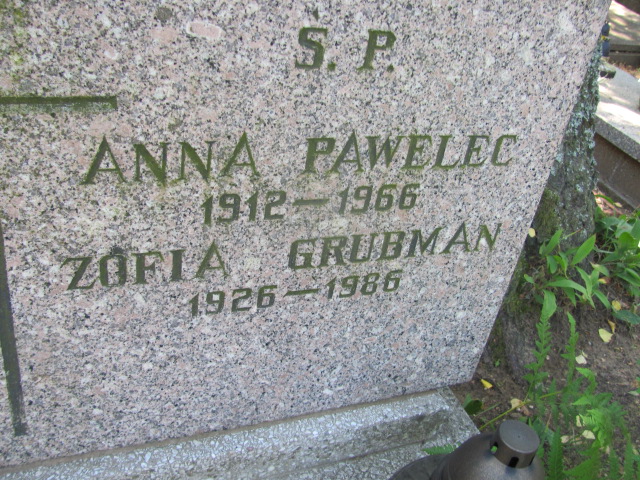 Ś. P.
ANNA PAWELEC
1912-1966
ZOFIA GRUBMAN
1926-1986